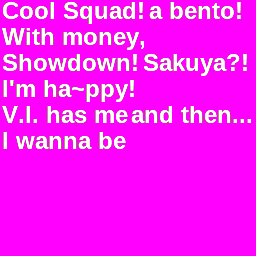 Cool Squad! a bento!
With money,
Showdown! Sakuya?!
I'm ha~ppy!
V.I. has me and then...
I wanna be